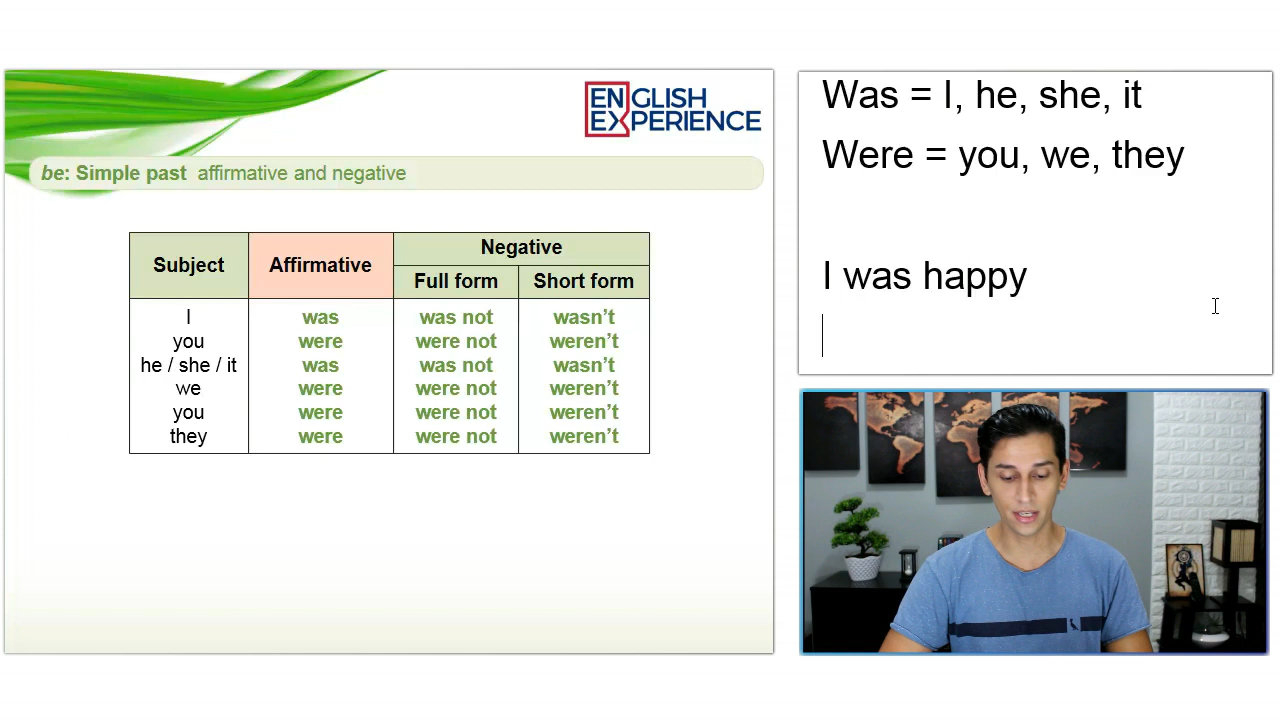 ENGLISH
EXPERIENCE
be: Simple past affirmative and negative
Subject Affirmative Negative
Full form Short form
I was was not wasn’t
you were were not weren’t
he / she / it was was not wasn’t
we were were not weren’t
you were were not weren’t
they were were not weren’t
Was = I, he, she, it
Were = you, we, they
I was happy